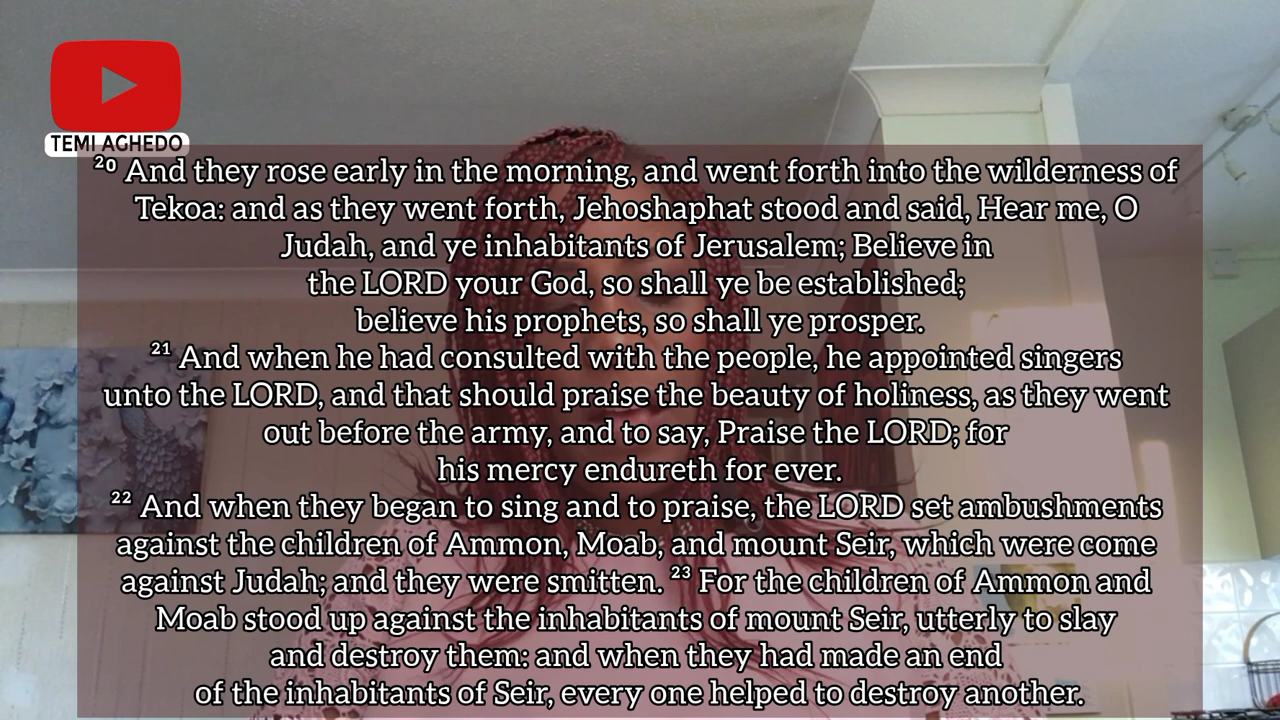 TEMI AGHEDO
²⁰ And they rose early in the morning, and went forth into the wilderness of
Tekoa: and as they went forth, Jehoshaphat stood and said, Hear me, O
Judah, and ye inhabitants of Jerusalem; Believe in
the LORD your God, so shall ye be established;
believe his prophets, so shall ye prosper.
²¹ And when he had consulted with the people, he appointed singers
unto the LORD, and that should praise the beauty of holiness, as they went
out before the army, and to say, Praise the LORD; for
his mercy endureth for ever.
²² And when they began to sing and to praise, the LORD set ambushments
against the children of Ammon, Moab, and mount Seir, which were come
against Judah; and they were smitten. ²³ For the children of Ammon and
Moab stood up against the inhabitants of mount Seir, utterly to slay
and destroy them: and when they had made an end
of the inhabitants of Seir, every one helped to destroy another.